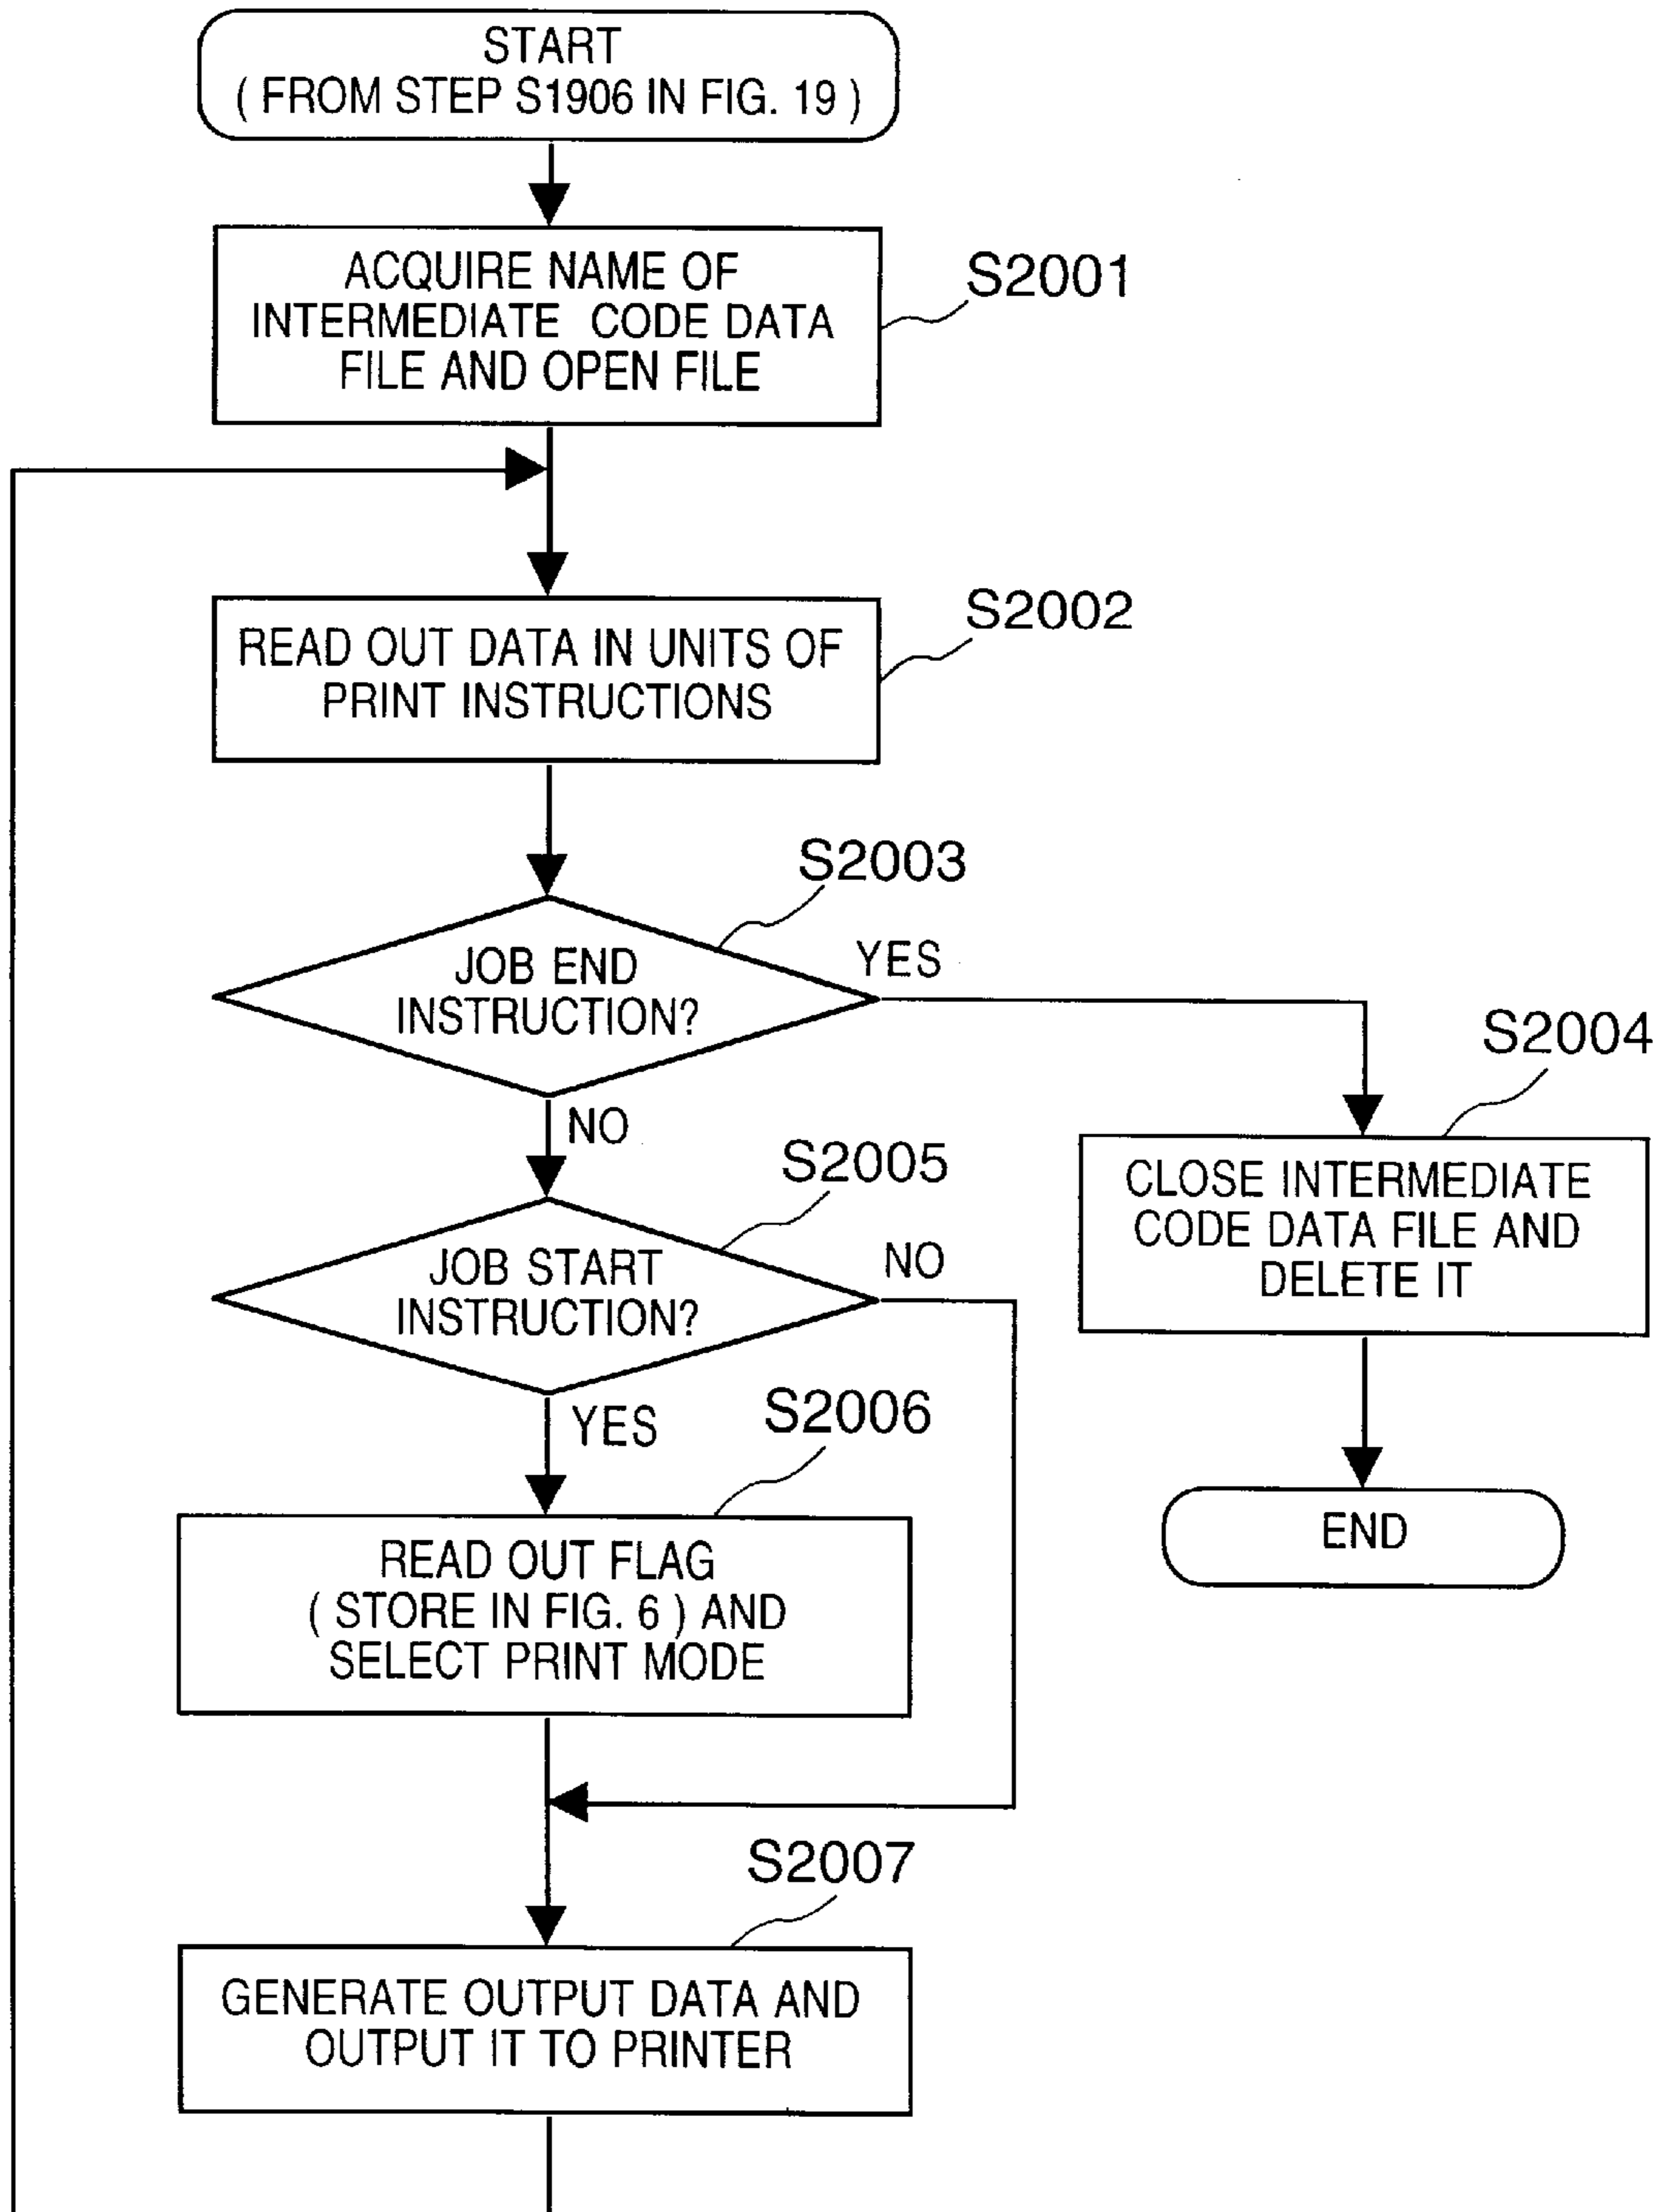 START
( FROM STEP S1906 IN FIG. 19 )
ACQUIRE NAME OF
INTERMEDIATE CODE DATA
FILE AND OPEN FILE
S2001
READ OUT DATA IN UNITS OF
PRINT INSTRUCTIONS
S2002
S2003
JOB END
INSTRUCTION?
YES
NO
S2004
CLOSE INTERMEDIATE
CODE DATA FILE AND
DELETE IT
END
S2005
JOB START
INSTRUCTION?
NO
YES
S2006
READ OUT FLAG
( STORE IN FIG. 6 ) AND
SELECT PRINT MODE
S2007
GENERATE OUTPUT DATA AND
OUTPUT IT TO PRINTER